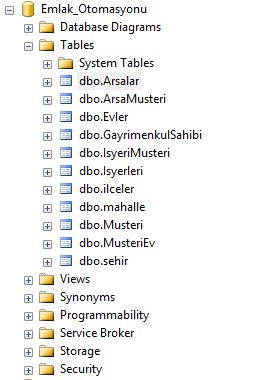 Emlak_Otomasyonu
Database Diagrams
Tables
System Tables
dbo.Arsalar
dbo.ArsaMusteri
dbo.Evler
dbo.GayrimenkulSahibi
dbo.IsyeriMusteri
dbo.Isyerleri
dbo.ilceler
dbo.mahalle
dbo.Musteri
dbo.MusteriEv
dbo.sehir
Views
Synonyms
Programmability
Service Broker
Storage
Security